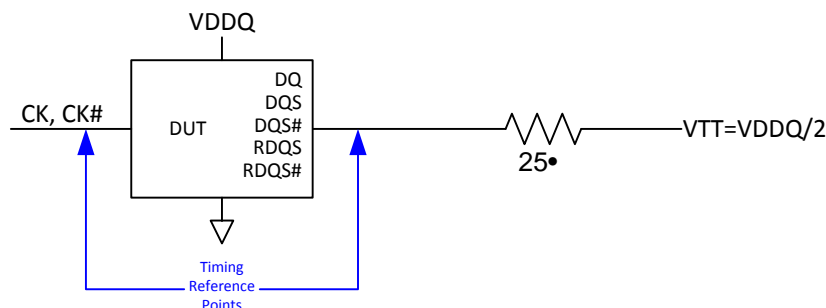 VDDQ
CK, CK#
DUT
DQ
DQS
DQS#
RDQS
RDQS#
25•
VTT=VDDQ/2
Timing
Reference
Points